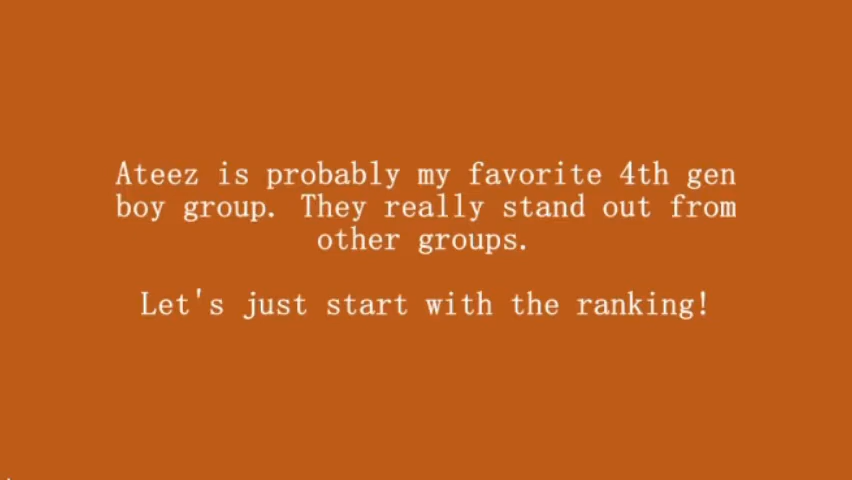 Ateez is probably my favorite 4th gen
boy group. They really stand out from
other groups.
Let's just start with the ranking!